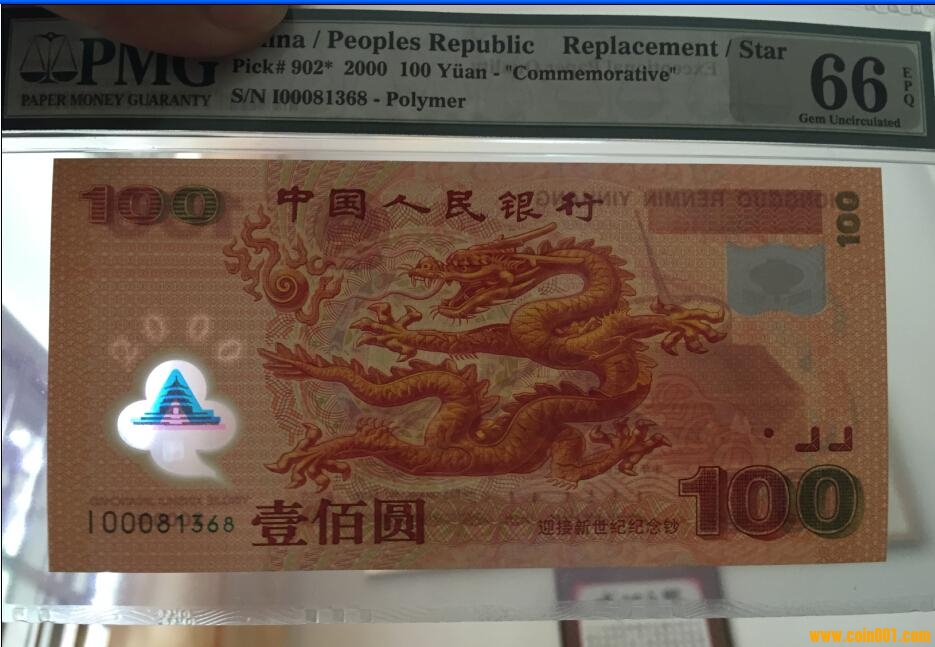 PMG
PAPER MONEY GUARANTY
ina / Peoples Republic Replacement / Star
Pick# 902* 2000 100 Yüan - "Commemorative"
S/N I00081368 - Polymer
66
EPQ
Gem Uncirculated
100
中国人民银行
100
2000
I00081368
壹佰圆
迎接新世纪纪念钞
100
www.coin001.com